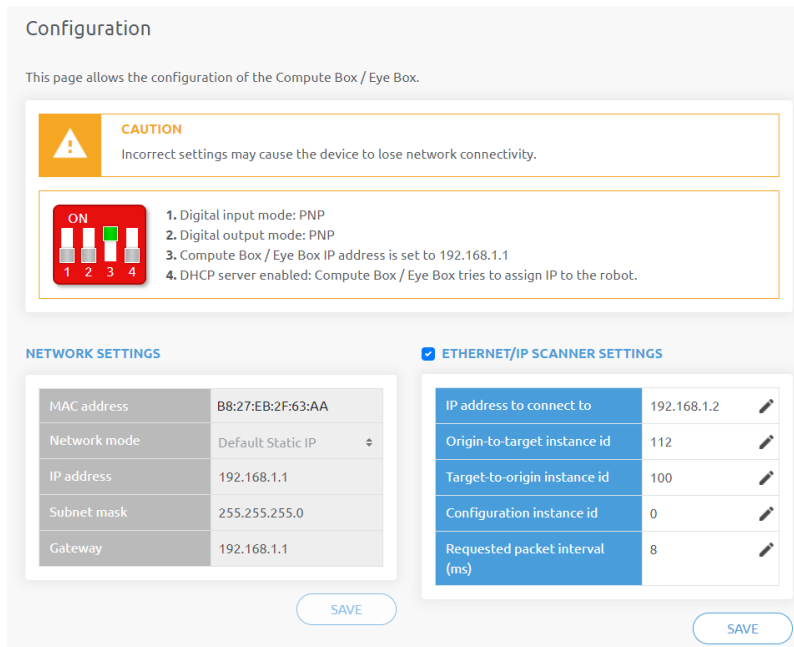 Configuration
This page allows the configuration of the Compute Box / Eye Box.
CAUTION
Incorrect settings may cause the device to lose network connectivity.
ON
1 2 3 4
1. Digital input mode: PNP
2. Digital output mode: PNP
3. Compute Box / Eye Box IP address is set to 192.168.1.1
4. DHCP server enabled: Compute Box / Eye Box tries to assign IP to the robot.
NETWORK SETTINGS
MAC address B8:27:EB:2F:63:AA
Network mode Default Static IP
IP address 192.168.1.1
Subnet mask 255.255.255.0
Gateway 192.168.1.1
SAVE
ETHERNET/IP SCANNER SETTINGS
IP address to connect to 192.168.1.2
Origin-to-target instance id 112
Target-to-origin instance id 100
Configuration instance id 0
Requested packet interval 8
(ms)
SAVE